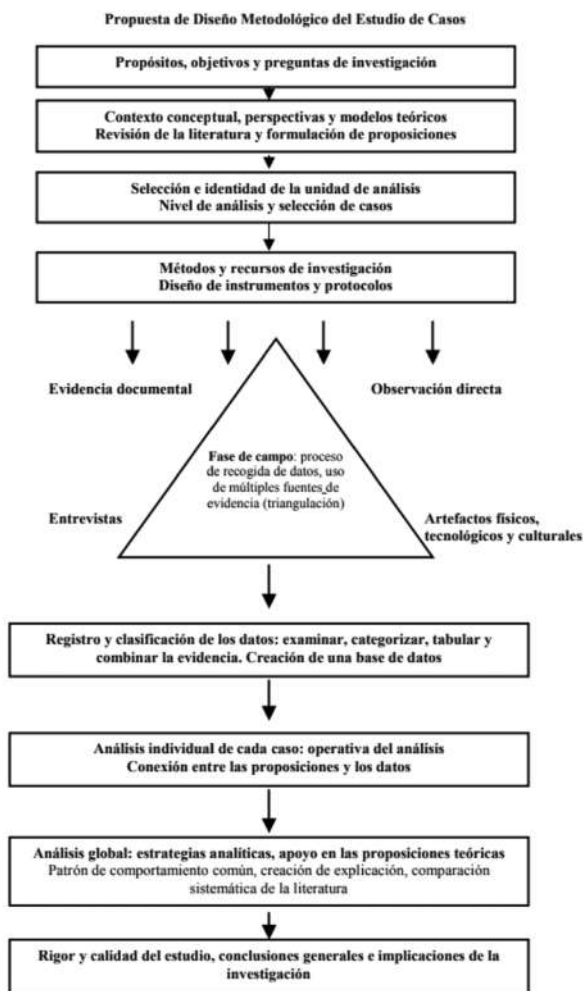 Propuesta de Diseño Metodológico del Estudio de Casos
Propósitos, objetivos y preguntas de investigación
Contexto conceptual, perspectivas y modelos teóricos
Revisión de la literatura y formulación de proposiciones
Selección e identidad de la unidad de análisis
Nivel de análisis y selección de casos
Métodos y recursos de investigación
Diseño de instrumentos y protocolos
Evidencia documental
Observación directa
Fase de campo: proceso
de recogida de datos, uso
de múltiples fuentes de
evidencia (triangulación)
Entrevistas
Artefactos físicos,
tecnológicos y culturales
Registro y clasificación de los datos: examinar, categorizar, tabular y
combinar la evidencia. Creación de una base de datos
Análisis individual de cada caso: operativa del análisis
Conexión entre las proposiciones y los datos
Análisis global: estrategias analíticas, apoyo en las proposiciones teóricas
Patrón de comportamiento común, creación de explicación, comparación
sistemática de la literatura
Rigor y calidad del estudio, conclusiones generales e implicaciones de la
investigación